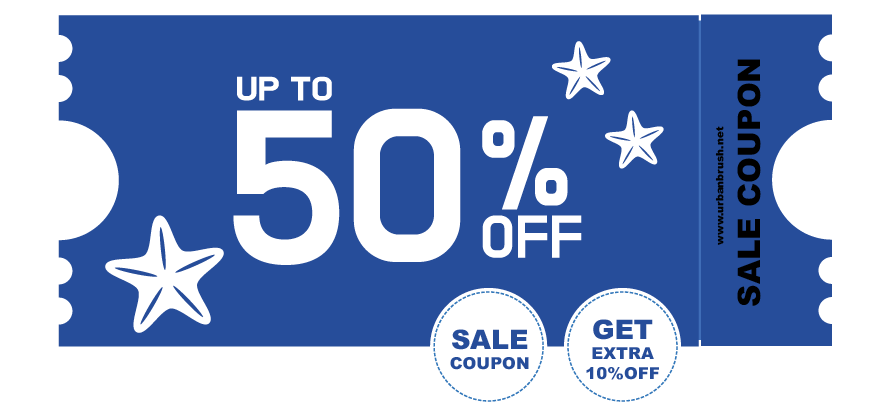 UP TO
50%
OFF
SALE
COUPON
GET
EXTRA
10%OFF
www.urbanbrush.net
SALE COUPON